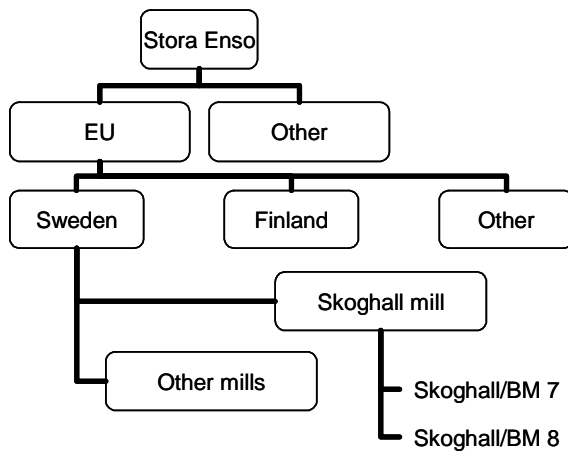 Stora Enso
EU
Other
Sweden
Finland
Other
Skoghall mill
Other mills
Skoghall/BM 7
Skoghall/BM 8